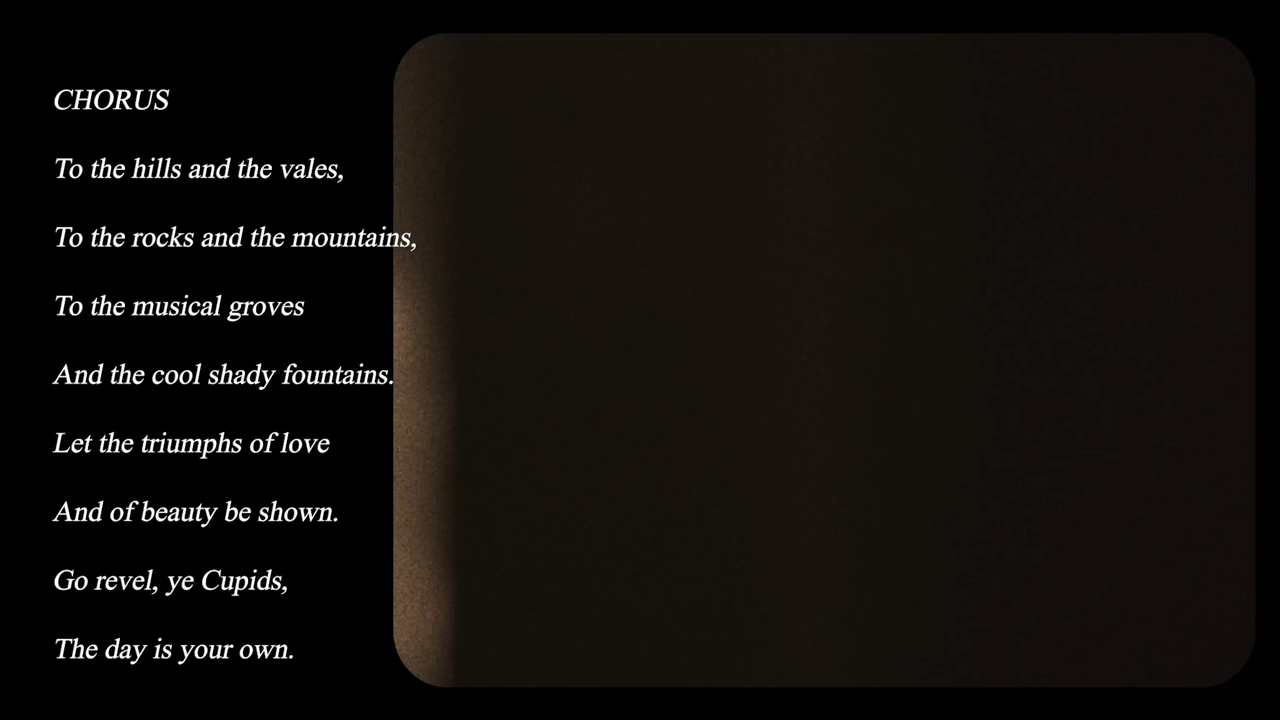 CHORUS
To the hills and the vales,
To the rocks and the mountains,
To the musical groves
And the cool shady fountains.
Let the triumphs of love
And of beauty be shown.
Go revel, ye Cupids,
The day is your own.